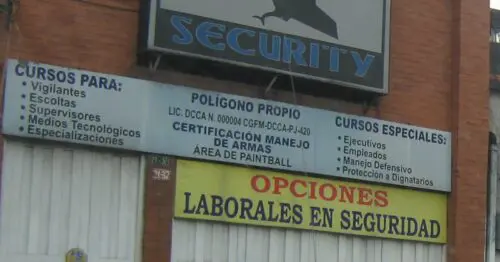 SECURITY
CURSOS PARA:
• Vigilantes
• Escoltas
• Supervisores
• Medios Tecnológicos
• Especializaciones
POLÍGONO PROPIO
LIC. DCCA N. 000004 CGFM-DCCA-PJ-420
CERTIFICACIÓN MANEJO
DE ARMAS
ÁREA DE PAINTBALL
CURSOS ESPECIALES:
• Ejecutivos
• Empleados
• Manejo Defensivo
• Protección a Dignatarios
OPCIONES
LABORALES EN SEGURIDAD